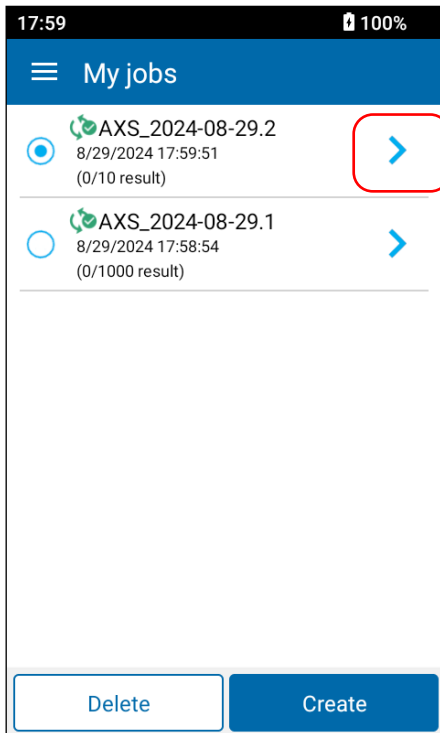 17:59 100%
My jobs
AXS_2024-08-29.2
8/29/2024 17:59:51
(0/10 result)
AXS_2024-08-29.1
8/29/2024 17:58:54
(0/1000 result)
Delete Create